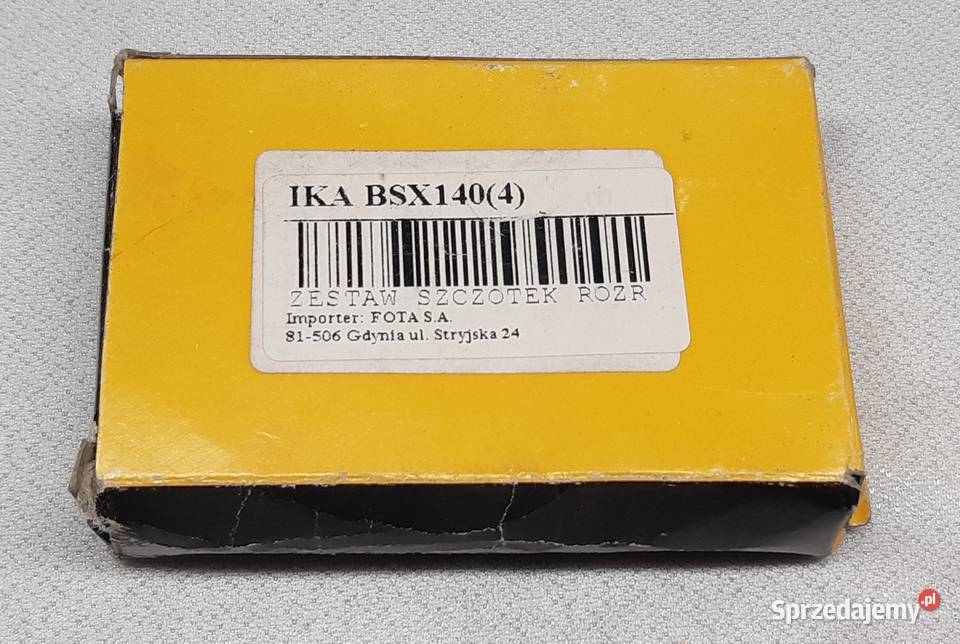 IKA BSX140(4)
ZESTAW SZCZOTEK ROZR
Importer: FOTA S.A.
81-506 Gdynia ul. Stryjska 24
Sprzedajemy.pl